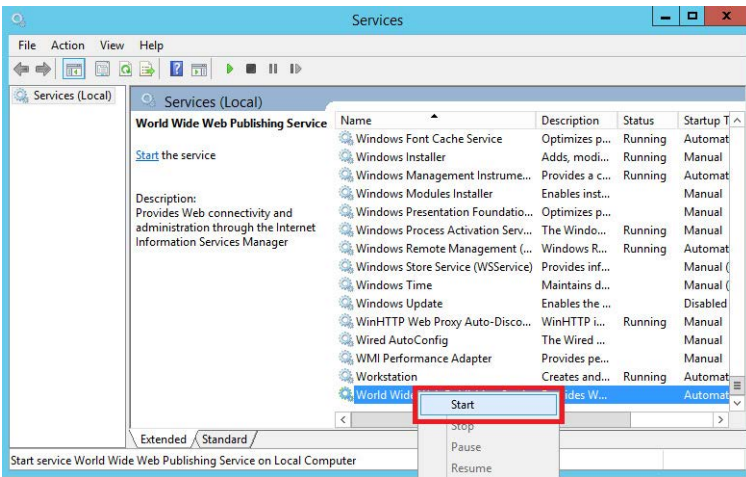 Services
File Action View Help
Services (Local)
Services (Local)
World Wide Web Publishing Service
Start the service
Description:
Provides Web connectivity and
administration through the Internet
Information Services Manager
Name Description Status Startup T
Windows Font Cache Service Optimizes p... Running Automat
Windows Installer Adds, modi... Running Manual
Windows Management Instrume... Provides a c... Running Automat
Windows Modules Installer Enables inst... Manual
Windows Presentation Foundatio... Optimizes p... Manual
Windows Process Activation Serv... The Windo... Running Manual
Windows Remote Management (... Windows R... Running Automat
Windows Store Service (WSService) Provides inf... Manual (
Windows Time Maintains d... Manual (
Windows Update Enables the ... Disabled
WinHTTP Web Proxy Auto-Disco... WinHTTP i... Running Manual
Wired AutoConfig The Wired ... Manual
WMI Performance Adapter Provides pe... Manual
Workstation Creates and... Running Automat
World Wide W... Automat
Start
Stop
Pause
Resume
Extended Standard
Start service World Wide Web Publishing Service on Local Computer